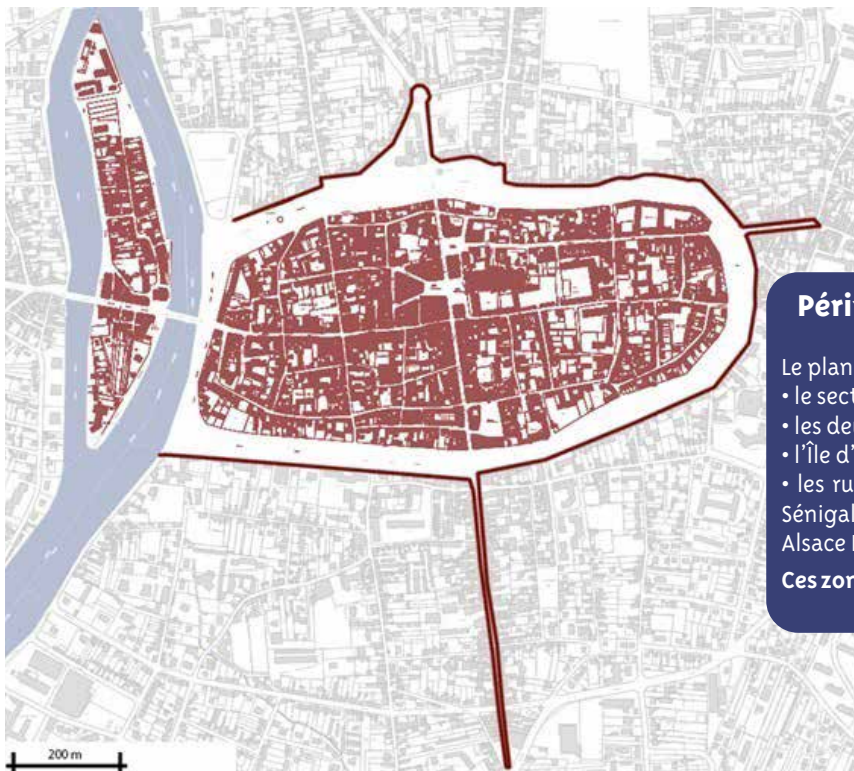 Péri
Le plan
• le sect
• les de
• l'Île d'
• les ru
Sénigal
Alsace
Ces zon
200 m